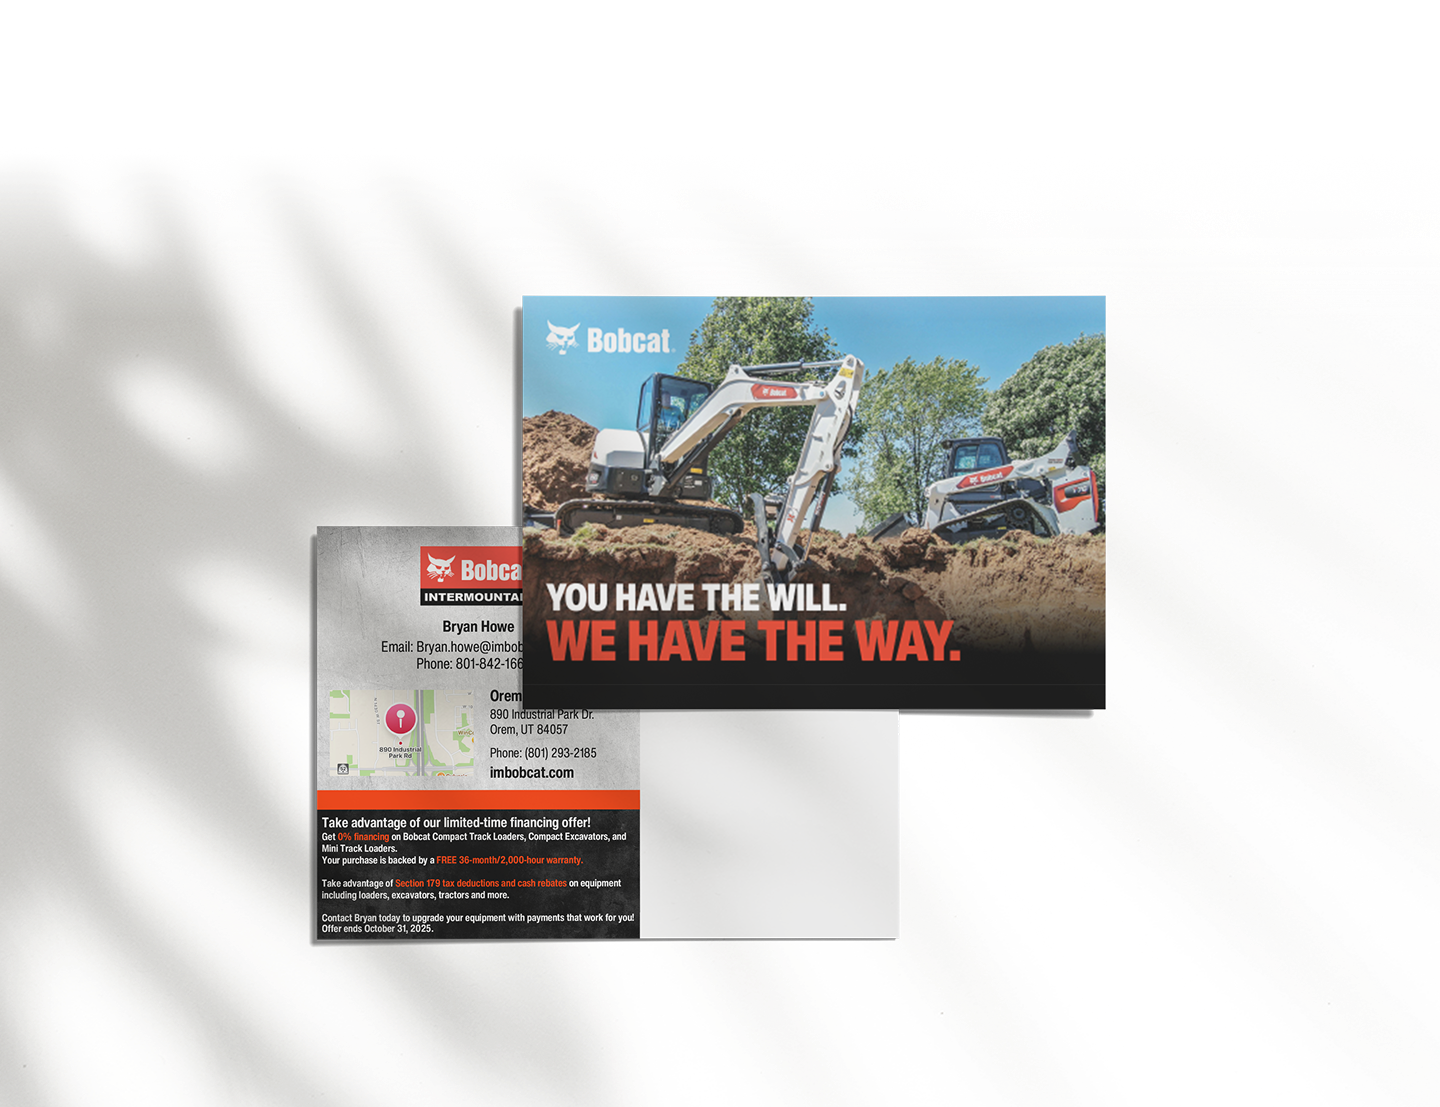 Bobcat
Bobcat
Bobcat
YOU HAVE THE WILL.
WE HAVE THE WAY.
Bobca
INTERMOUNTA
Bryan Howe
Email: Bryan.howe@imbob
Phone: 801-842-166
890 Industrial
Park Rd
Orem
890 Industrial Park Dr.
Orem, UT 84057
Phone: (801) 293-2185
imbobcat.com
Take advantage of our limited-time financing offer!
Get 0% financing on Bobcat Compact Track Loaders, Compact Excavators, and
Mini Track Loaders.
Your purchase is backed by a FREE 36-month/2,000-hour warranty.
Take advantage of Section 179 tax deductions and cash rebates on equipment
including loaders, excavators, tractors and more.
Contact Bryan today to upgrade your equipment with payments that work for you!
Offer ends October 31, 2025.